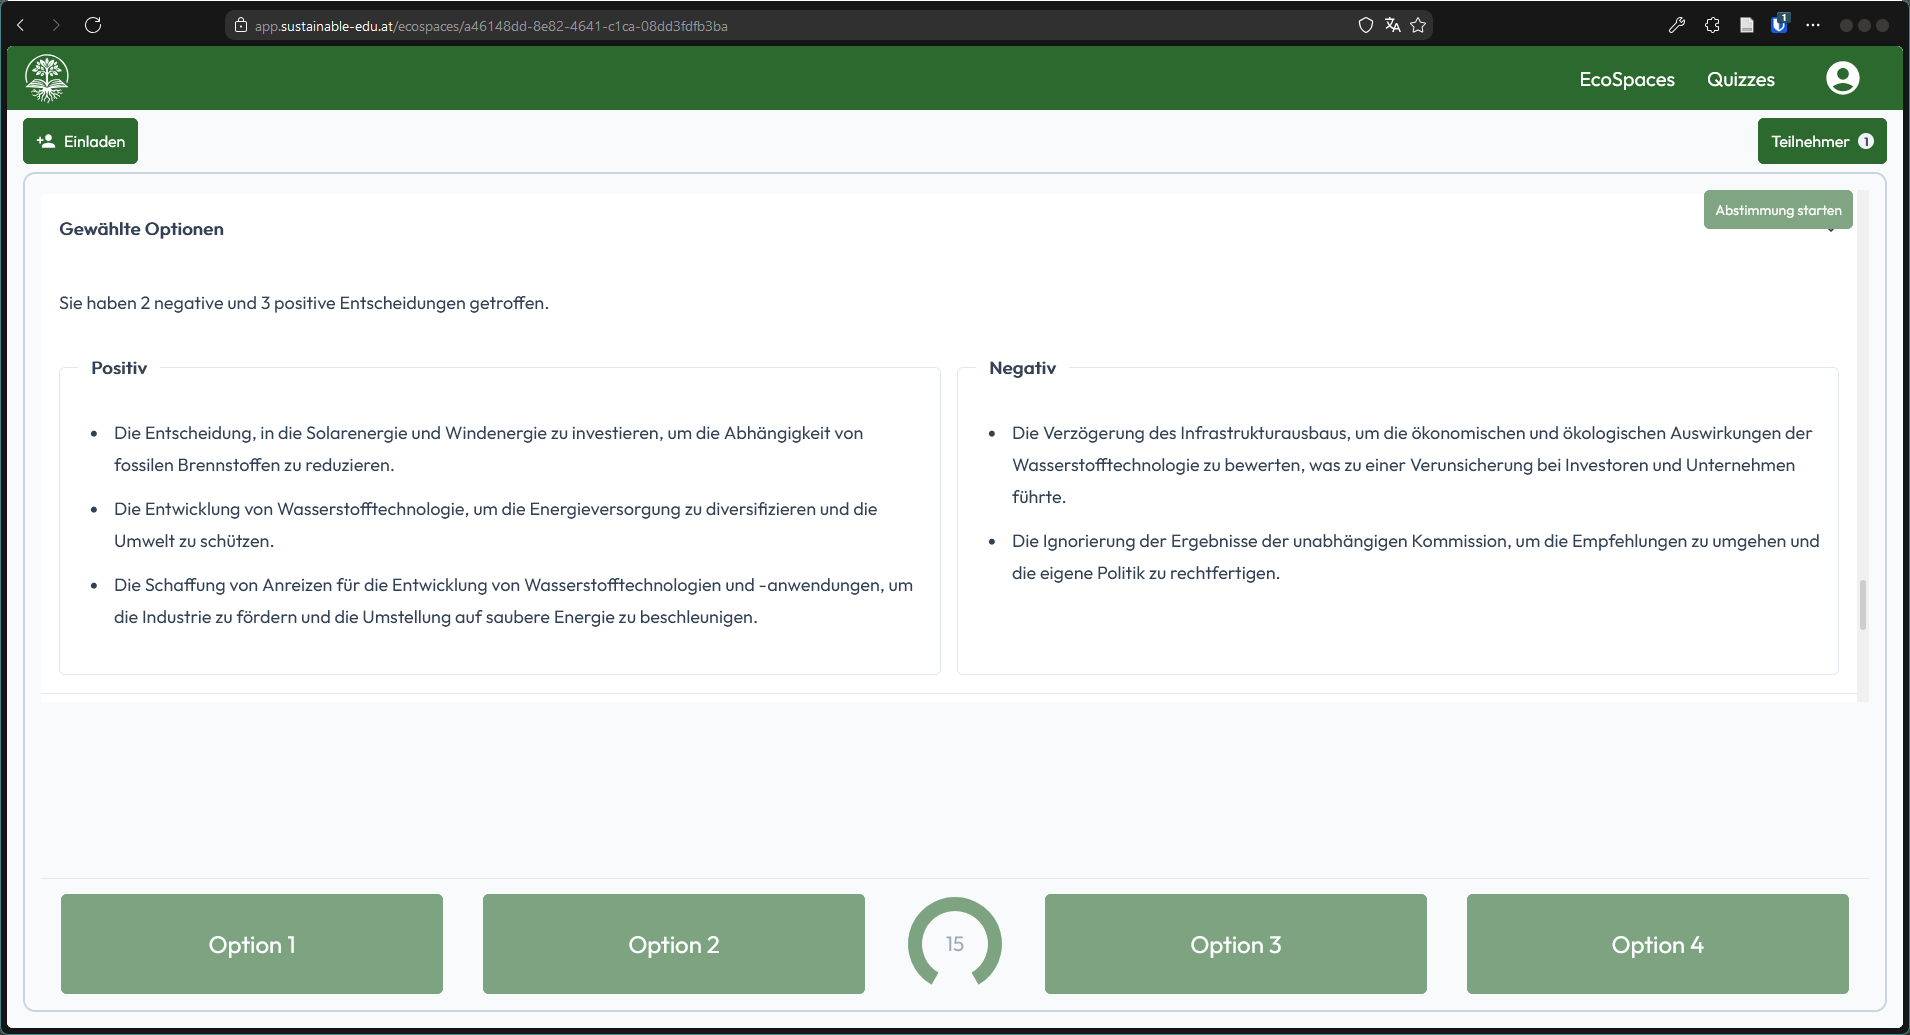 app.sustainable-edu.at/ecospaces/a46148dd-8e82-4641-c1ca-08dd3fdfb3ba
1
EcoSpaces
Quizzes
Einladen
Teilnehmer 1
Abstimmung starten
Gewählte Optionen
Sie haben 2 negative und 3 positive Entscheidungen getroffen.
Positiv
Die Entscheidung, in die Solarenergie und Windenergie zu investieren, um die Abhängigkeit von
fossilen Brennstoffen zu reduzieren.
Die Entwicklung von Wasserstofftechnologie, um die Energieversorgung zu diversifizieren und die
Umwelt zu schützen.
Die Schaffung von Anreizen für die Entwicklung von Wasserstofftechnologien und -anwendungen, um
die Industrie zu fördern und die Umstellung auf saubere Energie zu beschleunigen.
Negativ
Die Verzögerung des Infrastrukturausbaus, um die ökonomischen und ökologischen Auswirkungen der
Wasserstofftechnologie zu bewerten, was zu einer Verunsicherung bei Investoren und Unternehmen
führte.
Die Ignorierung der Ergebnisse der unabhängigen Kommission, um die Empfehlungen zu umgehen und
die eigene Politik zu rechtfertigen.
Option 1
Option 2
15
Option 3
Option 4